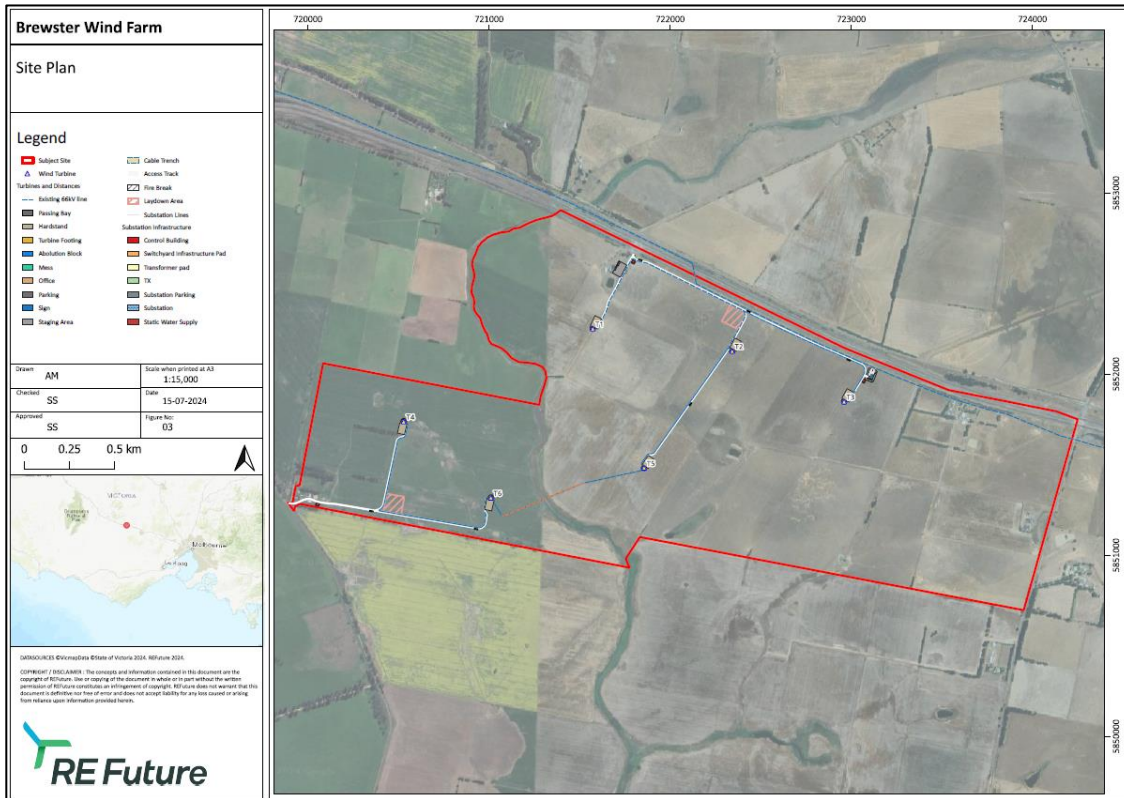 Brewster Wind Farm
Site Plan
Legend
Subject Site
Wind Turbine
Turbines and Distances
Existing 66kV line
Passing Bay
Hardstand
Turbine Footing
Ablution Block
Mess
Office
Parking
Sign
Staging Area
Cable Trench
Access Track
Fire Break
Laydown Area
Substation Lines
Substation Infrastructure
Control Building
Switchyard Infrastructure Pad
Transformer pad
TX
Substation Parking
Substation
Static Water Supply
Drawn
AM
Scale when printed at A3
1:15,000
Checked
SS
Date
15-07-2024
Approved
SS
Figure No:
03
0 0.25 0.5 km
DATASOURCES ©VicmapData ©State of Victoria 2024. REFuture 2024.
COPYRIGHT / DISCLAIMER : The concepts and information contained in this document are the
copyright of REFuture. Use or copying of the document in whole or in part without the written
permission of REFuture constitutes an infringement of copyright. REFuture does not warrant that this
document is definitive nor free of error and does not accept liability for any loss caused or arising
from reliance upon information provided herein.
RE Future
720000 721000 722000 723000 724000
5853000
5852000
5851000
5850000
T1
T2
T3
T4
T5
T6